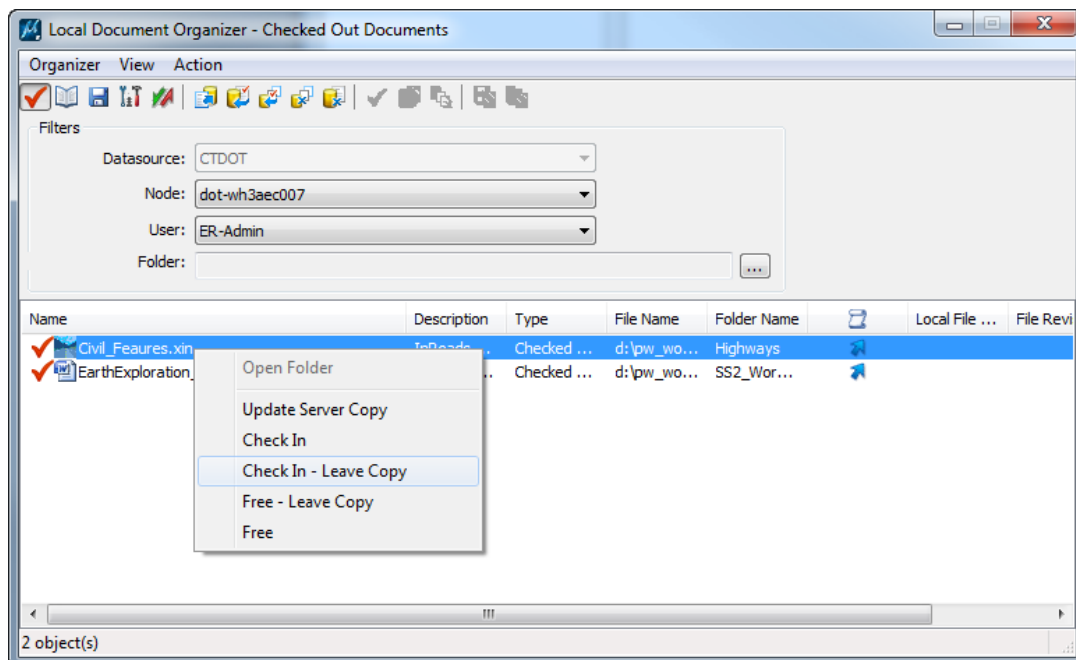 Local Document Organizer - Checked Out Documents
Organizer View Action
Filters
Datasource: CTDOT
Node: dot-wh3aec007
User: ER-Admin
Folder:
...
Name Description Type File Name Folder Name Local File ... File Revi
Civil_Feaures.xin InRoads ... Checked ... d:\pw_wo... Highways
EarthExploration_ .. Checked ... d:\pw_wo... SS2_Wor...
Open Folder
Update Server Copy
Check In
Check In - Leave Copy
Free - Leave Copy
Free
2 object(s)